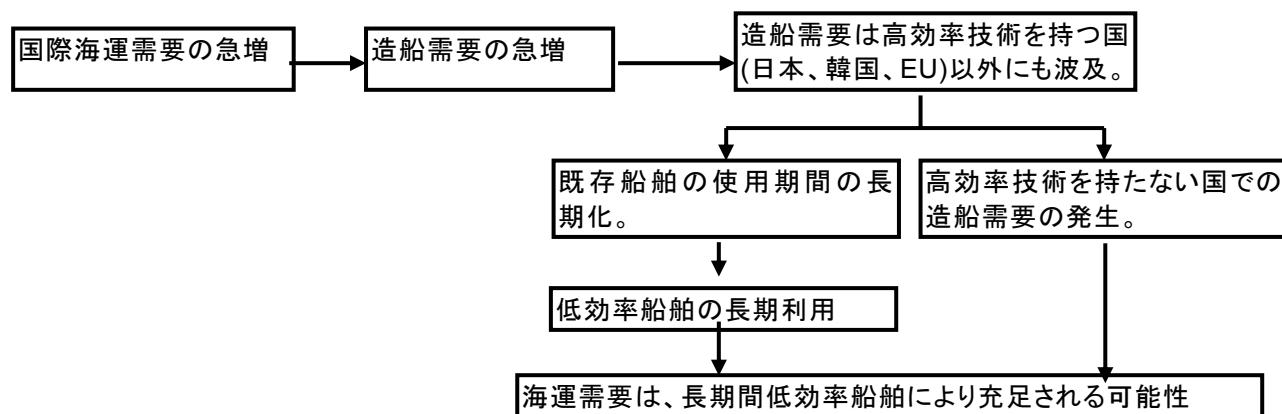 国際海運需要の急増
造船需要の急増
造船需要は高効率技術を持つ国
(日本、韓国、EU)以外にも波及。
既存船舶の使用期間の長
期化。
高効率技術を持たない国での
造船需要の発生。
低効率船舶の長期利用
海運需要は、長期間低効率船舶により充足される可能性